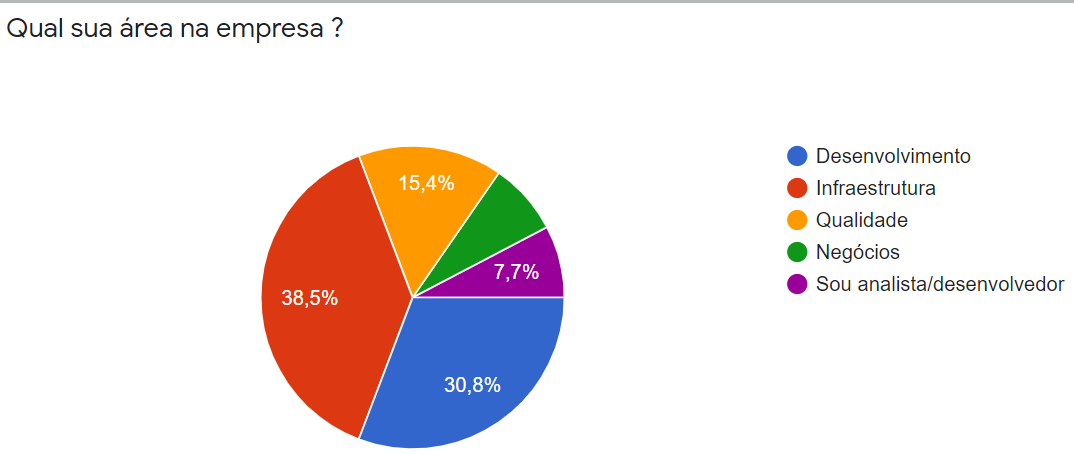 Qual sua área na empresa ?
15,4%
7,7%
38,5%
30,8%
Desenvolvimento
Infraestrutura
Qualidade
Negócios
Sou analista/desenvolvedor